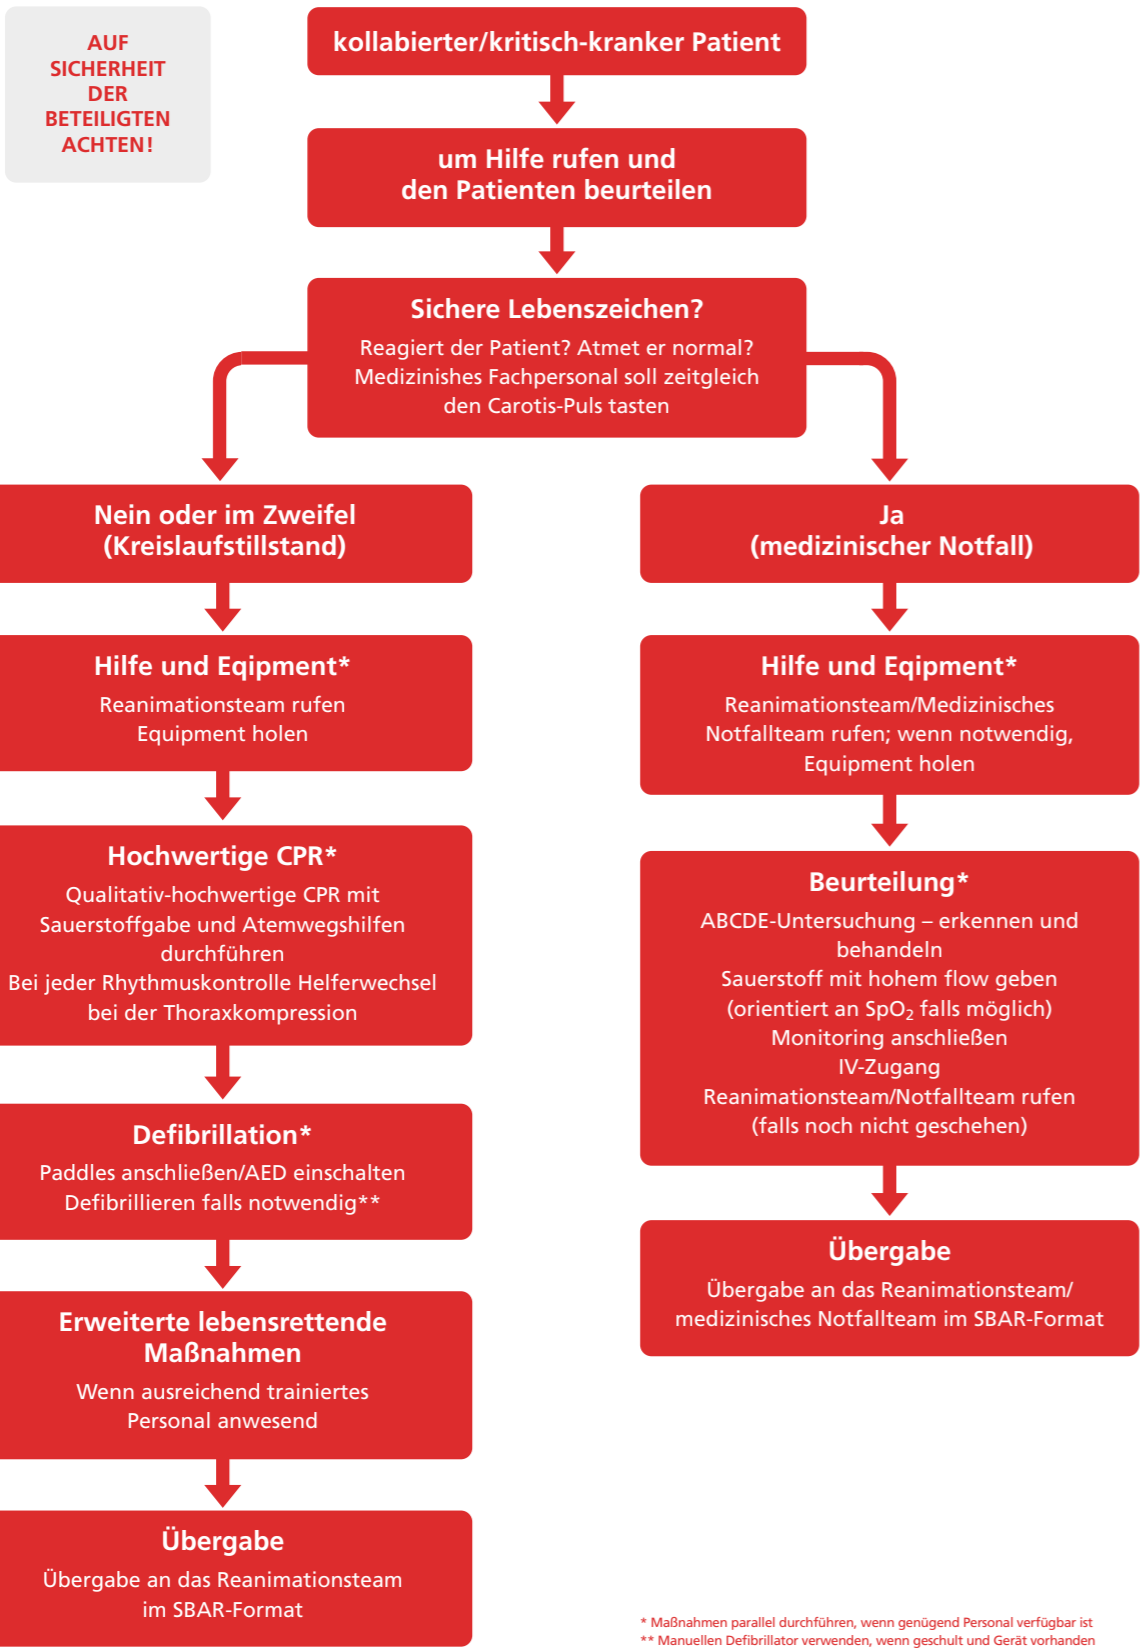 AUF
SICHERHEIT
DER
BETEILIGTEN
ACHTEN!
kollabierter/kritisch-kranker Patient
um Hilfe rufen und
den Patienten beurteilen
Sichere Lebenszeichen?
Reagiert der Patient? Atmet er normal?
Medizinishes Fachpersonal soll zeitgleich
den Carotis-Puls tasten
Nein oder im Zweifel
(Kreislaufstillstand)
Hilfe und Eqipment*
Reanimationsteam rufen
Equipment holen
Hochwertige CPR*
Qualitativ-hochwertige CPR mit
Sauerstoffgabe und Atemwegshilfen
durchführen
Bei jeder Rhythmuskontrolle Helferwechsel
bei der Thoraxkompression
Defibrillation*
Paddles anschließen/AED einschalten
Defibrillieren falls notwendig**
Erweiterte lebensrettende
Maßnahmen
Wenn ausreichend trainiertes
Personal anwesend
Übergabe
Übergabe an das Reanimationsteam
im SBAR-Format
Ja
(medizinischer Notfall)
Hilfe und Eqipment*
Reanimationsteam/Medizinisches
Notfallteam rufen; wenn notwendig,
Equipment holen
Beurteilung*
ABCDE-Untersuchung – erkennen und
behandeln
Sauerstoff mit hohem flow geben
(orientiert an SpO₂ falls möglich)
Monitoring anschließen
IV-Zugang
Reanimationsteam/Notfallteam rufen
(falls noch nicht geschehen)
Übergabe
Übergabe an das Reanimationsteam/
medizinisches Notfallteam im SBAR-Format
* Maßnahmen parallel durchführen, wenn genügend Personal verfügbar ist
** Manuellen Defibrillator verwenden, wenn geschult und Gerät vorhanden